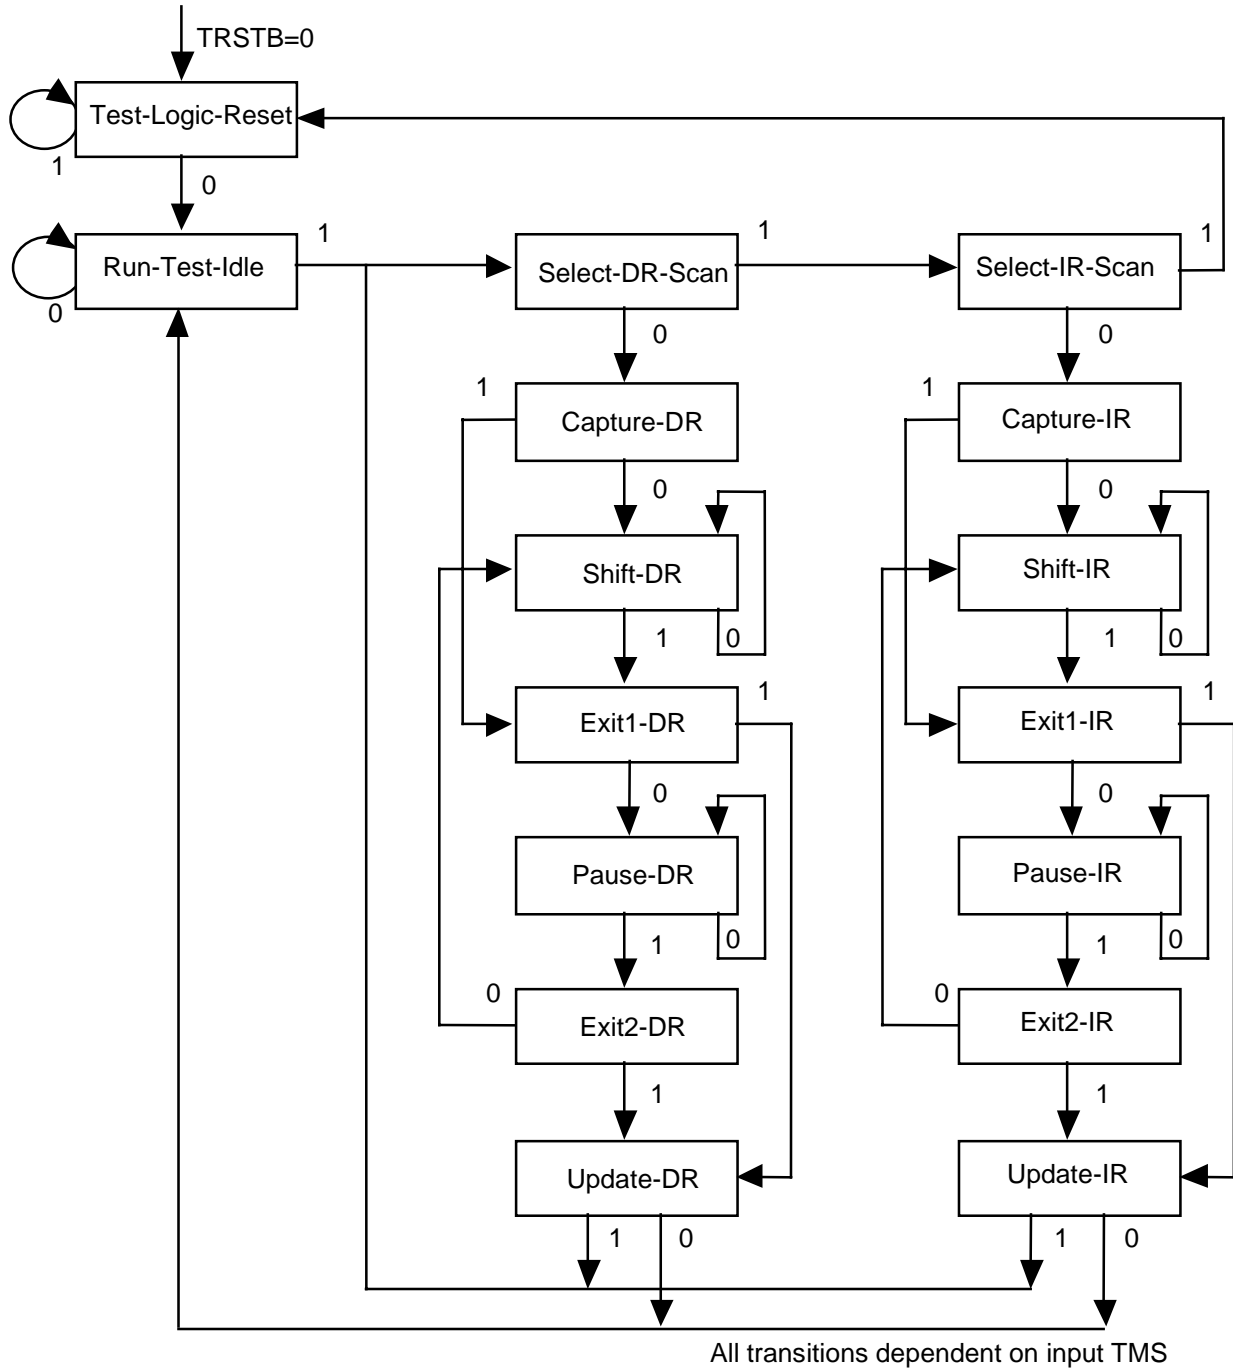 TRSTB=0
Test-Logic-Reset
1
0
Run-Test-Idle
0
1
Select-DR-Scan
1
Select-IR-Scan
1
0
0
1
Capture-DR
1
Capture-IR
0
0
Shift-DR
Shift-IR
1
0
1
0
Exit1-DR
1
Exit1-IR
1
0
0
Pause-DR
Pause-IR
1
0
1
0
0
Exit2-DR
0
Exit2-IR
1
1
Update-DR
Update-IR
1
0
1
0
All transitions dependent on input TMS